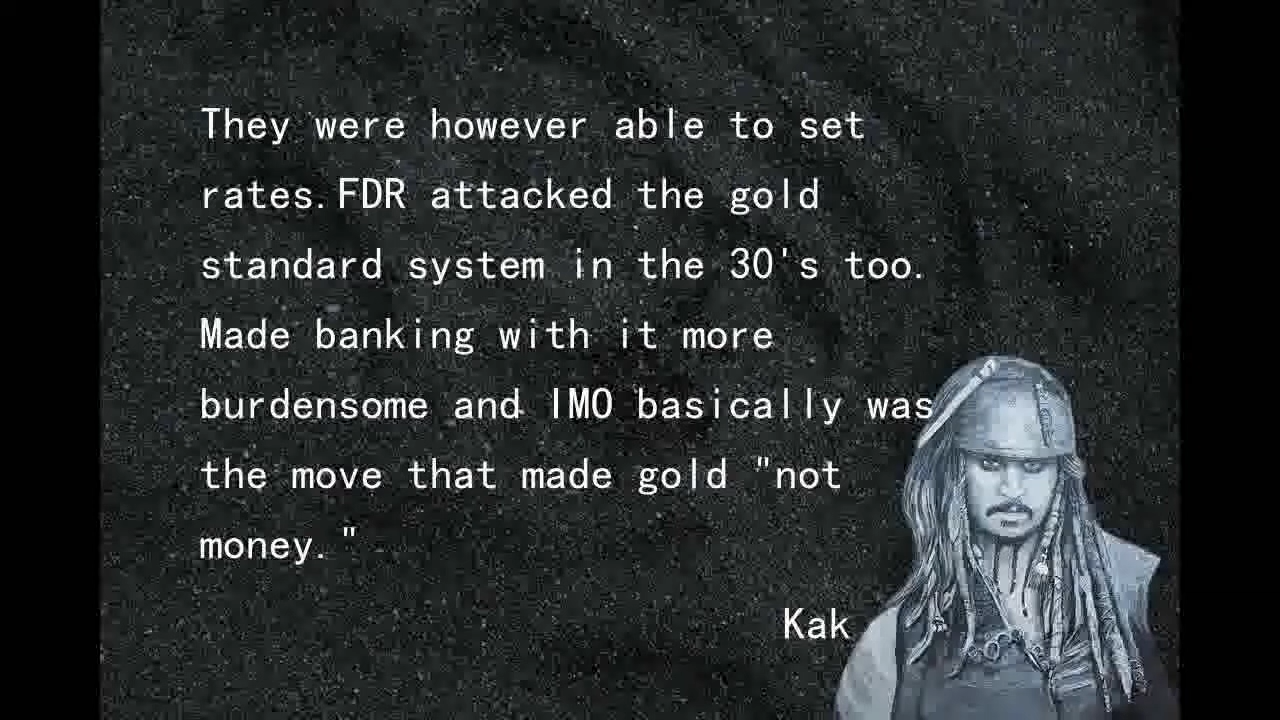 They were however able to set
rates.FDR attacked the gold
standard system in the 30's too.
Made banking with it more
burdensome and IMO basically was
the move that made gold "not
money."
Kak